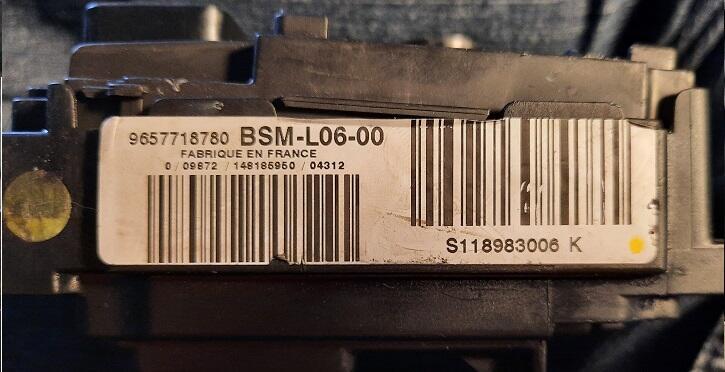 9657718780 BSM-L06-00
FABRIQUE EN FRANCE
0 / 09872 / 148185950 / 04312
S118983006 K